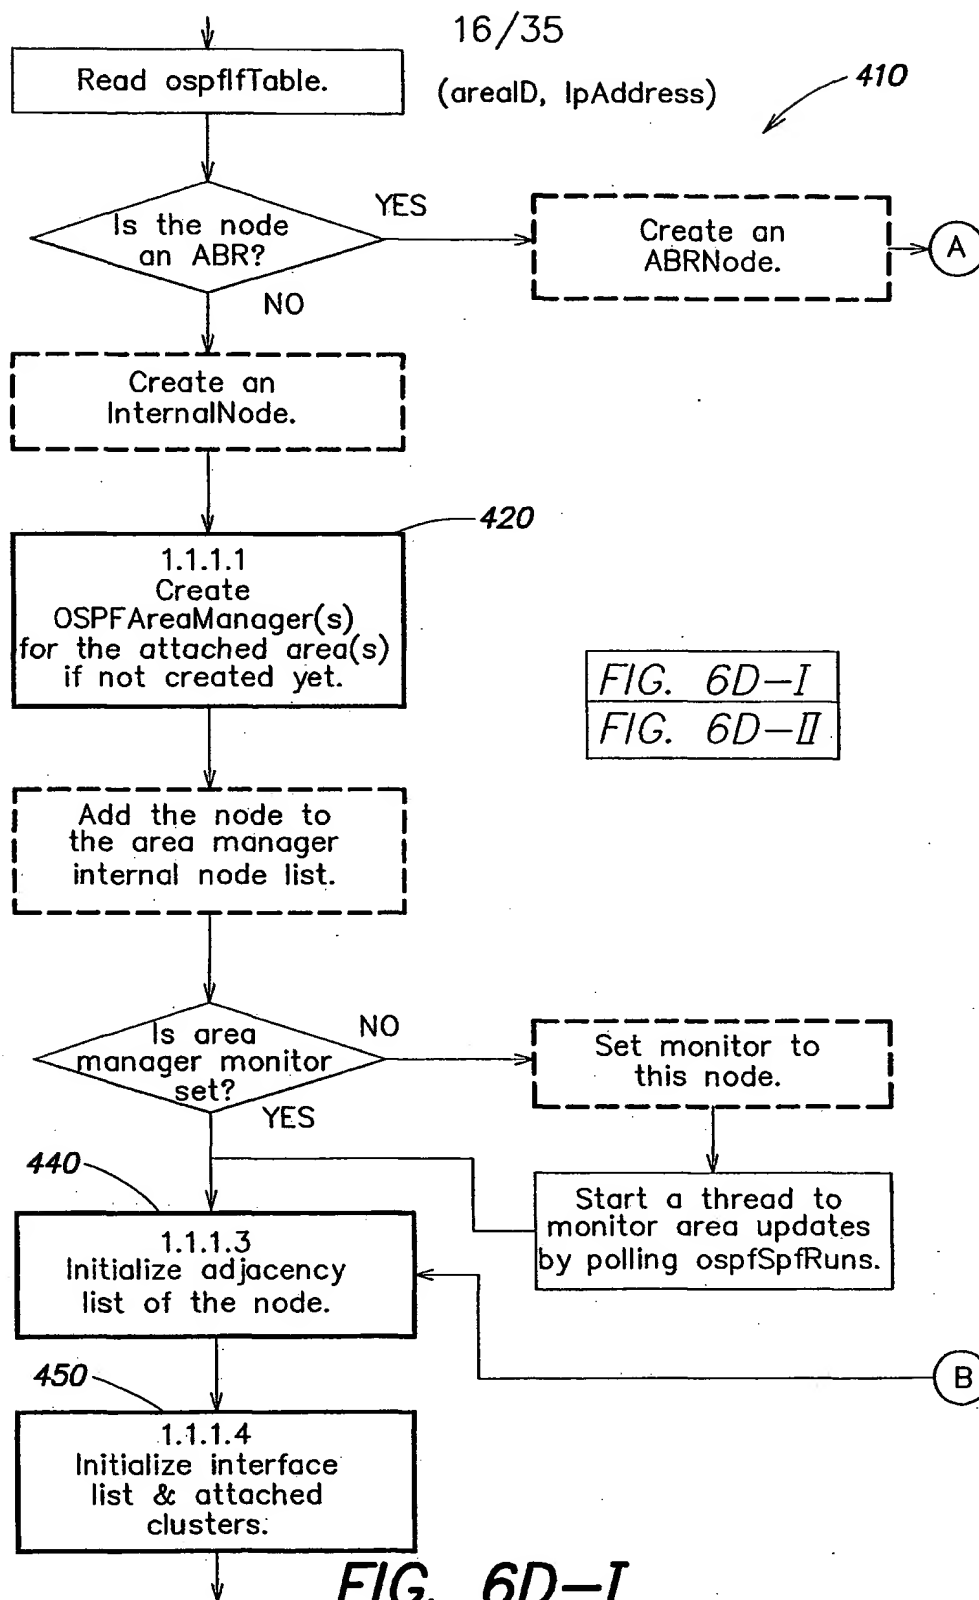 16/35
Read ospfIfTable.
(areaID, IpAddress)
410
Is the node
an ABR?
YES
Create an
ABRNode.
A
NO
Create an
InternalNode.
420
1.1.1.1
Create
OSPFAreaManager(s)
for the attached area(s)
if not created yet.
FIG. 6D-I
FIG. 6D-II
Add the node to
the area manager
internal node list.
Is area
manager monitor
set?
NO
Set monitor to
this node.
YES
440
Start a thread to
monitor area updates
by polling ospfSpfRuns.
1.1.1.3
Initialize adjacency
list of the node.
B
450
1.1.1.4
Initialize interface
list & attached
clusters.
FIG. 6D-I